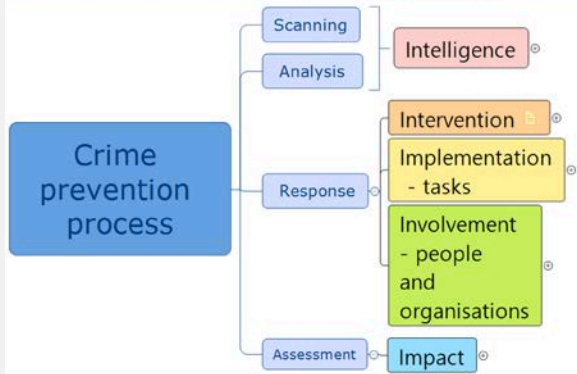 Crime
prevention
process
Scanning
Analysis
Intelligence
Response
Intervention
Implementation
- tasks
Involvement
- people
and
organisations
Assessment
Impact